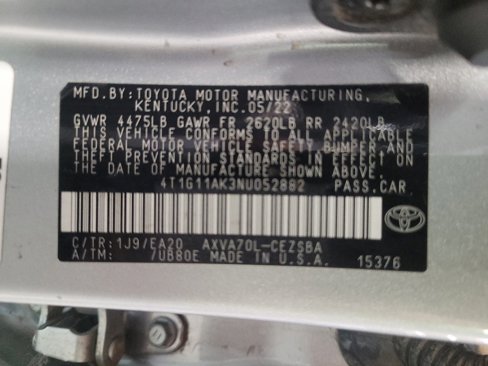 MFD.BY:TOYOTA MOTOR MANUFACTURING,
KENTUCKY,INC.05/22
GVWR 4475LB GAWR FR 2620LB RR 2420LB
THIS VEHICLE CONFORMS TO ALL APPLICABLE
FEDERAL MOTOR VEHICLE SAFETY, BUMPER AND
THEFT PREVENTION STANDARDS IN EFFECT ON
THE DATE OF MANUFACTURE SHOWN ABOVE.
4T1G11AK3NU052882 PASS.CAR
C/TR:1J9/EA20 AXVA70L-CEZSBA
A/TM: 7UB80E MADE IN U.S.A. 15376